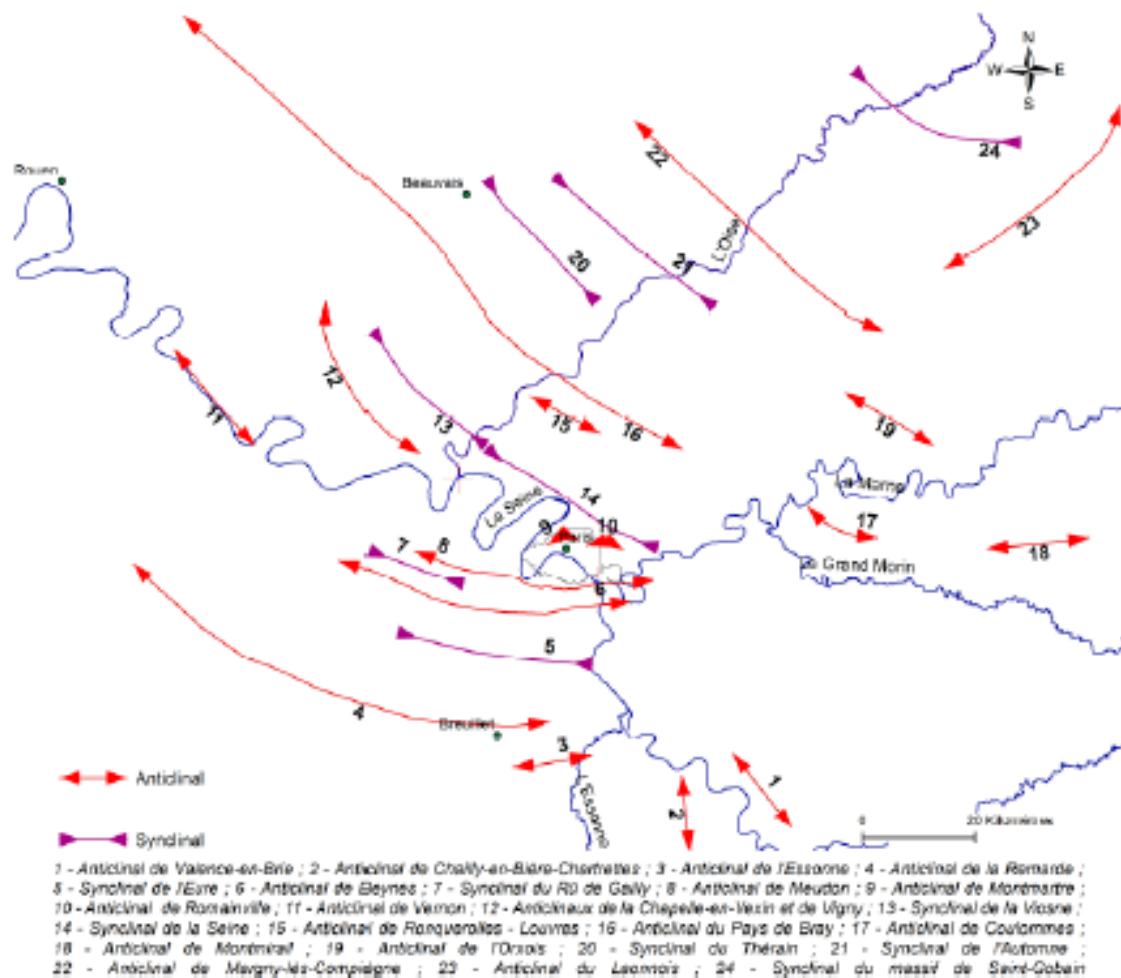 N
W E
S
Rouen
Beauvais
22
24
23
L'Oise
20
21
12
11
13
15
16
19
14
La Seine
La Marne
9
10
Paris
17
18
7
8
Grand Morin
6
5
4
Breuillet
3
1
2
L'Essonne
Anticlinal
Synclinal
0 20 Kilomètres
1 - Anticlinal de Valence-en-Brie ; 2 - Anticlinal de Chailly-en-Bière-Chartrettes ; 3 - Anticlinal de l'Essonne ; 4 - Anticlinal de la Remarde ;
5 - Synclinal de l'Eure ; 6 - Anticlinal de Beynes ; 7 - Synclinal du Rû de Gally ; 8 - Anticlinal de Meudon ; 9 - Anticlinal de Montmartre ;
10 - Anticlinal de Romainville ; 11 - Anticlinal de Vernon ; 12 - Anticlinaux de la Chapelle-en-Vexin et de Vigny ; 13 - Synclinal de la Viosne ;
14 - Synclinal de la Seine ; 15 - Anticlinal de Ronquerolles - Louvres ; 16 - Anticlinal du Pays de Bray ; 17 - Anticlinal de Coulommes ;
18 - Anticlinal de Montmirail ; 19 - Anticlinal de l'Orxois ; 20 - Synclinal du Thérain ; 21 - Synclinal de l'Automne ;
22 - Anticlinal de Margny-lès-Compiègne ; 23 - Anticlinal du Laonnois ; 24 - Synclinal du massif de Saint-Gobain